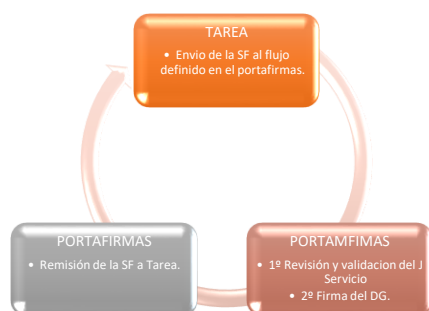 TAREA
• Envio de la SF al flujo
definido en el portafirmas.
PORTAFIRMAS
• Remisión de la SF a Tarea.
PORTAMFIMAS
• 1º Revisión y validacion del J
Servicio
• 2º Firma del DG.